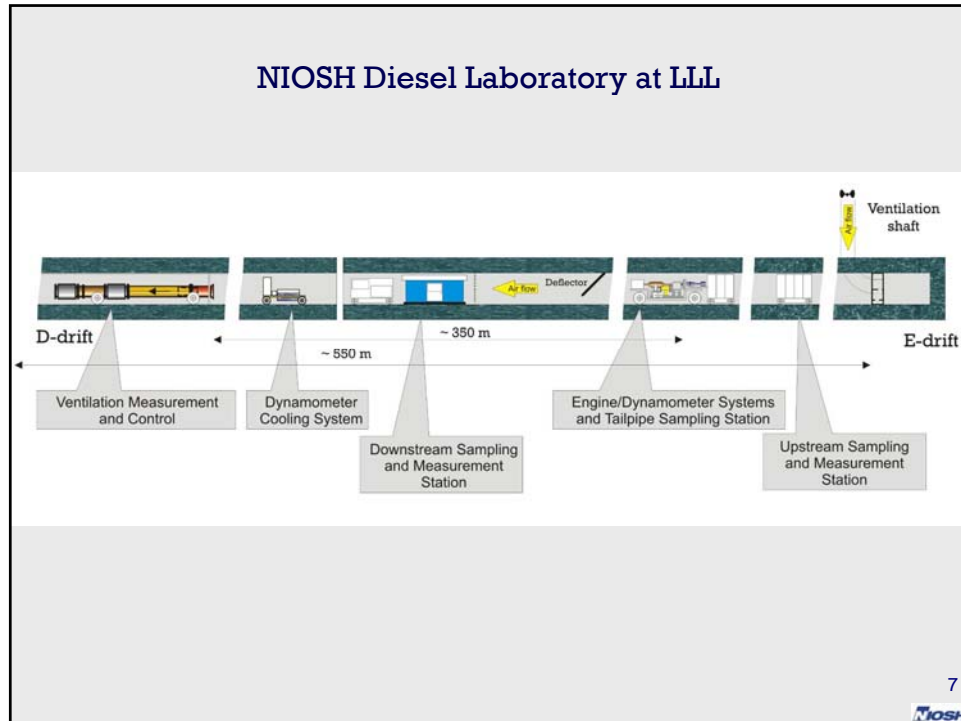 NIOSH Diesel Laboratory at LLL
Ventilation
shaft
Air flow
Deflector
Air flow
D-drift
E-drift
~ 350 m
~ 550 m
Ventilation Measurement
and Control
Dynamometer
Cooling System
Downstream Sampling
and Measurement
Station
Engine/Dynamometer Systems
and Tailpipe Sampling Station
Upstream Sampling
and Measurement
Station
7
NIOSH